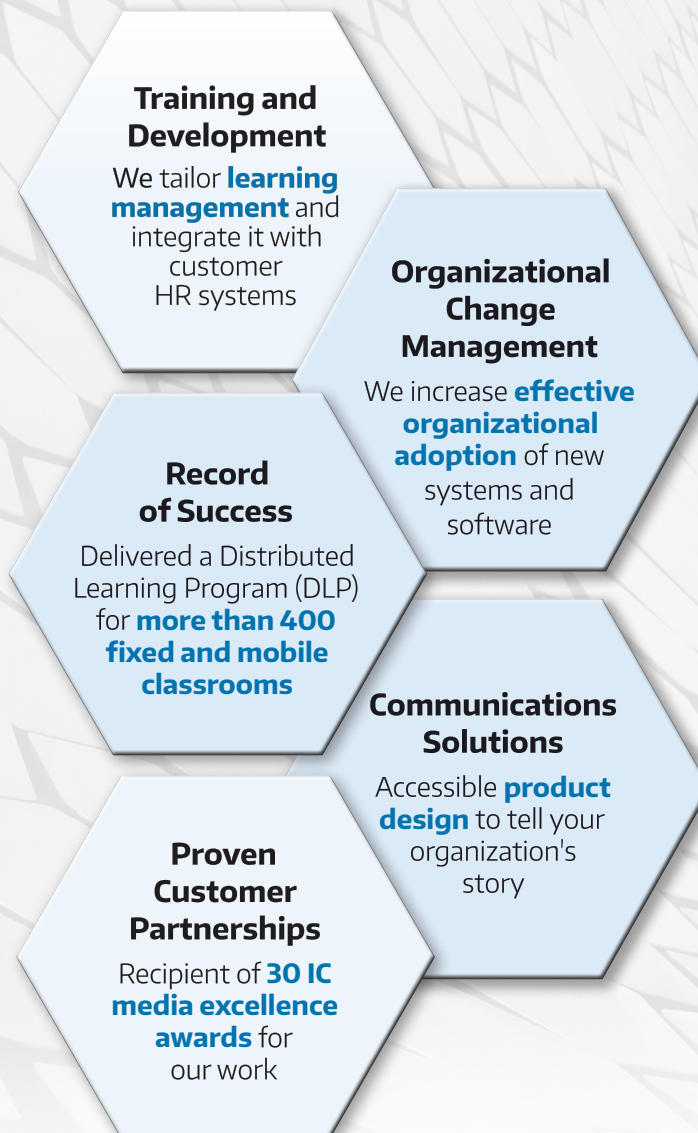 Training and
Development
We tailor learning
management and
integrate it with
customer
HR systems
Organizational
Change
Management
We increase effective
organizational
adoption of new
systems and
software
Record
of Success
Delivered a Distributed
Learning Program (DLP)
for more than 400
fixed and mobile
classrooms
Communications
Solutions
Accessible product
design to tell your
organization's
story
Proven
Customer
Partnerships
Recipient of 30 IC
media excellence
awards for
our work